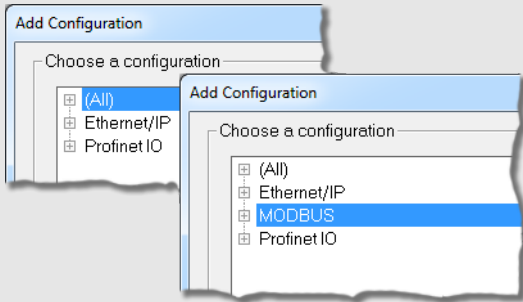 Add Configuration
Choose a configuration
(All)
Ethernet/IP
Profinet IO
Add Configuration
Choose a configuration
(All)
Ethernet/IP
MODBUS
Profinet IO